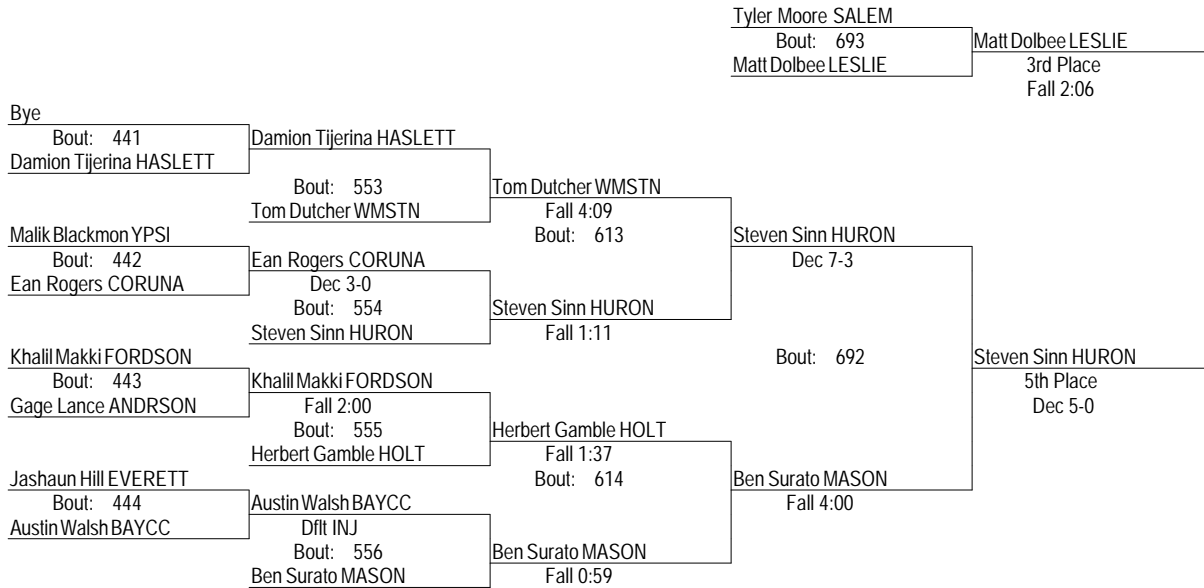 Tyler Moore SALEM
Bout: 693
Matt Dolbee LESLIE
Matt Dolbee LESLIE
3rd Place
Fall 2:06
Bye
Bout: 441
Damion Tijerina HASLETT
Damion Tijerina HASLETT
Bout: 553
Tom Dutcher WMSTN
Tom Dutcher WMSTN
Fall 4:09
Bout: 613
Malik Blackmon YPSI
Bout: 442
Ean Rogers CORUNA
Ean Rogers CORUNA
Dec 3-0
Bout: 554
Steven Sinn HURON
Steven Sinn HURON
Fall 1:11
Steven Sinn HURON
Dec 7-3
Khalil Makki FORDSON
Bout: 443
Gage Lance ANDRSON
Khalil Makki FORDSON
Fall 2:00
Bout: 555
Herbert Gamble HOLT
Herbert Gamble HOLT
Fall 1:37
Bout: 614
Jashaun Hill EVERETT
Bout: 444
Austin Walsh BAYCC
Austin Walsh BAYCC
Dflt INJ
Bout: 556
Ben Surato MASON
Ben Surato MASON
Fall 0:59
Ben Surato MASON
Fall 4:00
Bout: 692
Steven Sinn HURON
5th Place
Dec 5-0